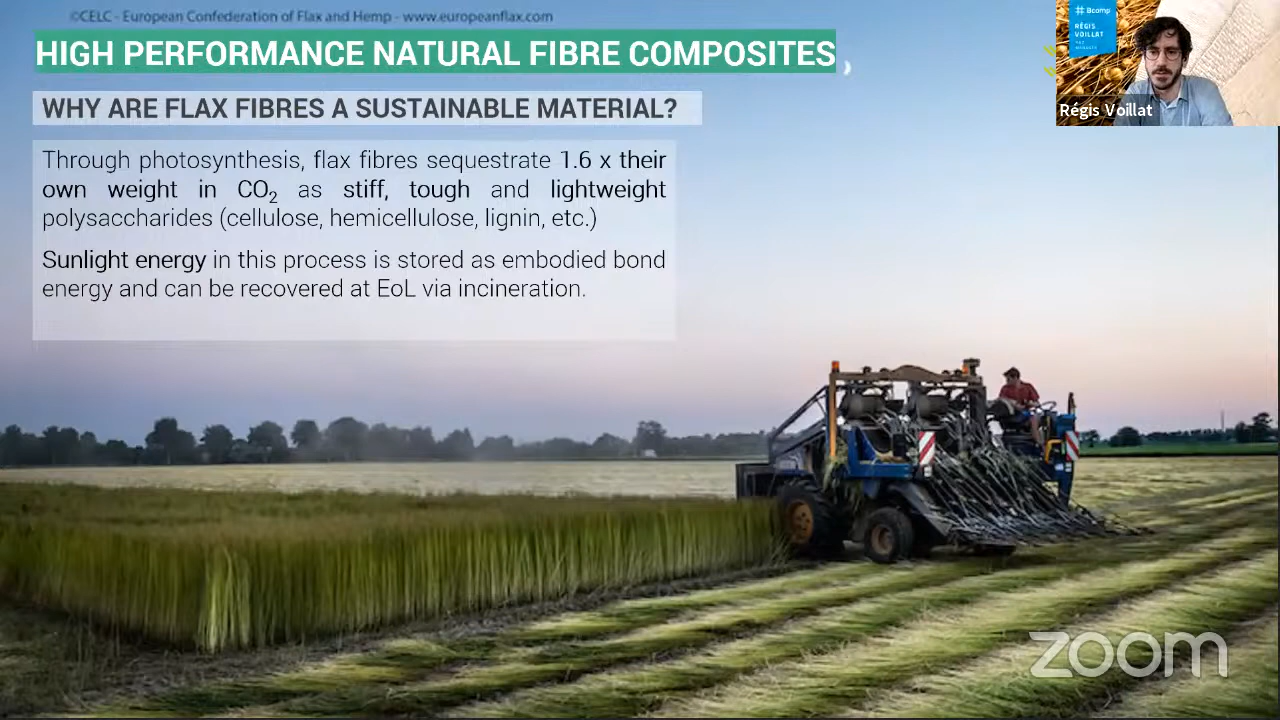 ©CELC - European Confederation of Flax and Hemp - www.europeanflax.com
HIGH PERFORMANCE NATURAL FIBRE COMPOSITES
WHY ARE FLAX FIBRES A SUSTAINABLE MATERIAL?
Through photosynthesis, flax fibres sequestrate 1.6 x their
own weight in CO₂ as stiff, tough and lightweight
polysaccharides (cellulose, hemicellulose, lignin, etc.)
Sunlight energy in this process is stored as embodied bond
energy and can be recovered at EoL via incineration.
Bcomp
RÉGIS
VOILLAT
Régis Voillat
zoom